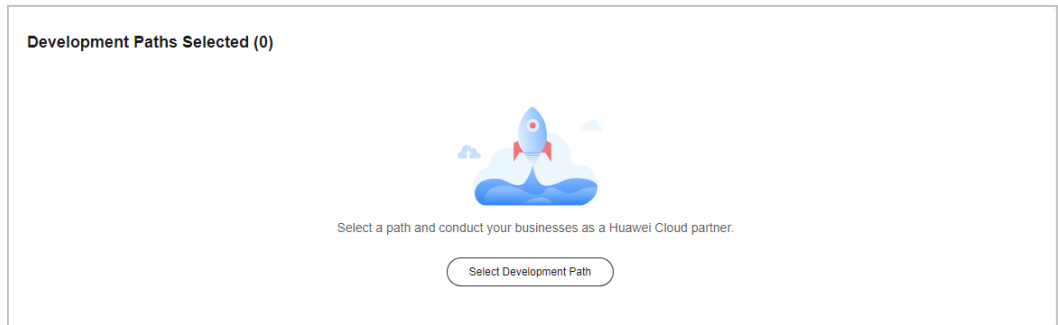 Development Paths Selected (0)
Select a path and conduct your businesses as a Huawei Cloud partner.
Select Development Path